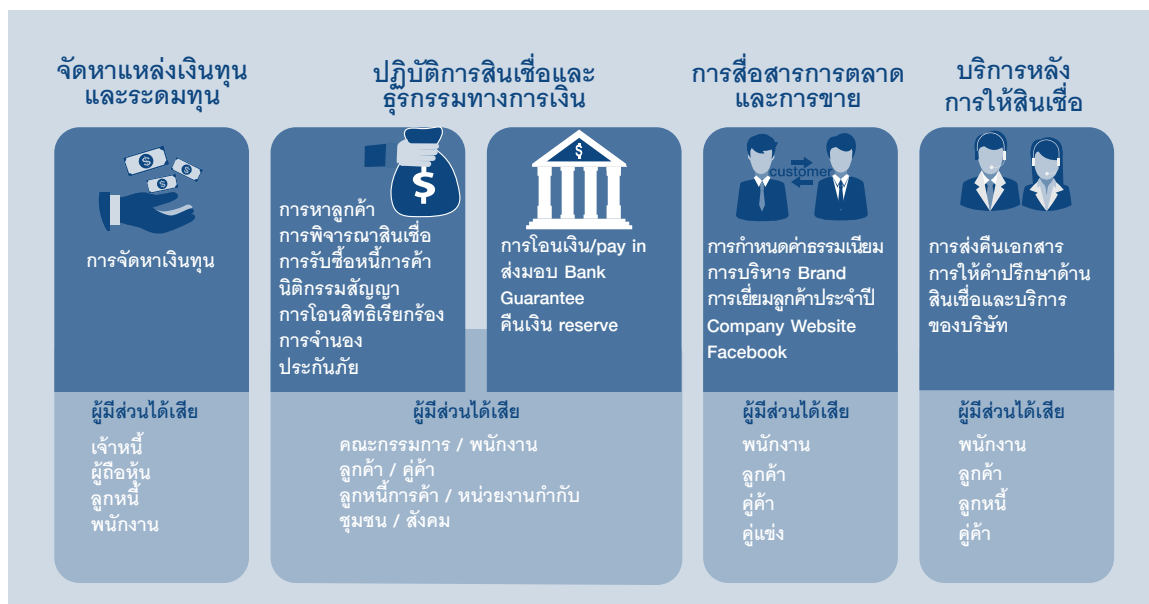 จัดหาแหล่งเงินทุน
และระดมทุน
$
$
$
การจัดหาเงินทุน
ผู้มีส่วนได้เสีย
เจ้าหนี้
ผู้ถือหุ้น
ลูกหนี้
พนักงาน
ปฏิบัติการสินเชื่อและ
ธุรกรรมทางการเงิน
$
การหาลูกค้า
การพิจารณาสินเชื่อ
การรับซื้อหนี้การค้า
นิติกรรมสัญญา
การโอนสิทธิเรียกร้อง
การจำนอง
ประกันภัย
$
การโอนเงิน/pay in
ส่งมอบ Bank
Guarantee
คืนเงิน reserve
ผู้มีส่วนได้เสีย
คณะกรรมการ / พนักงาน
ลูกค้า / คู่ค้า
ลูกหนี้การค้า / หน่วยงานกำกับ
ชุมชน / สังคม
การสื่อสารการตลาด
และการขาย
customer
การกำหนดค่าธรรมเนียม
การบริหาร Brand
การเยี่ยมลูกค้าประจำปี
Company Website
Facebook
ผู้มีส่วนได้เสีย
พนักงาน
ลูกค้า
คู่ค้า
คู่แข่ง
บริการหลัง
การให้สินเชื่อ
การส่งคืนเอกสาร
การให้คำปรึกษาด้าน
สินเชื่อและบริการ
ของบริษัท
ผู้มีส่วนได้เสีย
พนักงาน
ลูกค้า
ลูกหนี้
คู่ค้า